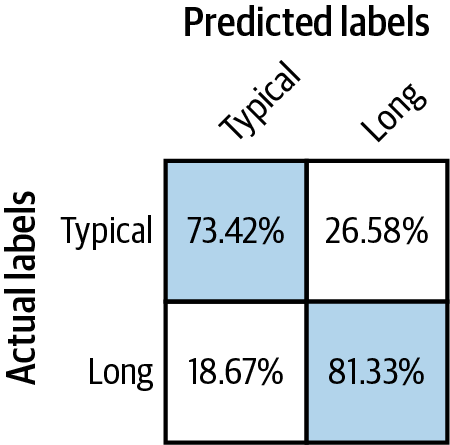 Predicted labels
Typical
Long
Actual labels
Typical
73.42%
26.58%
Long
18.67%
81.33%